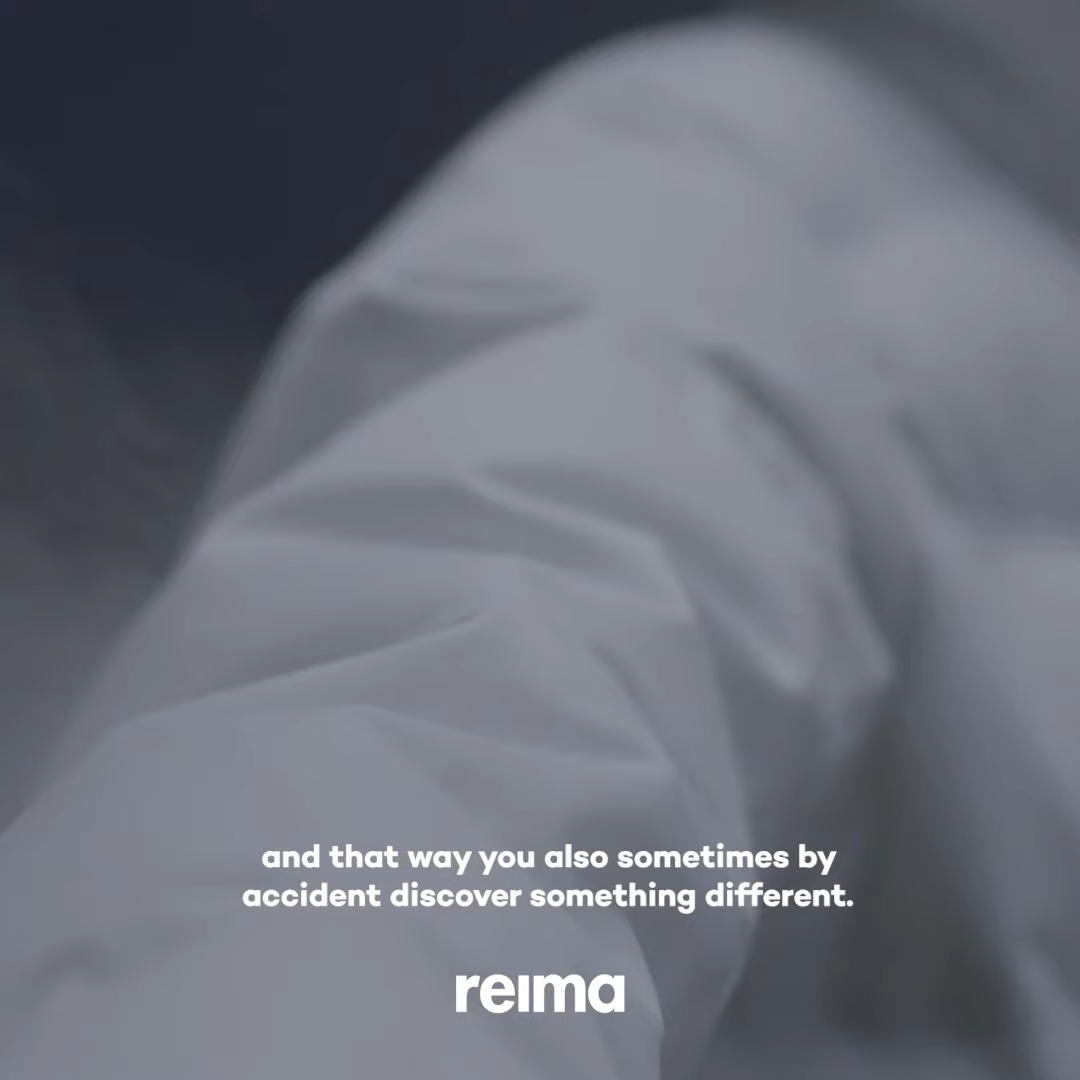 and that way you also sometimes by
accident discover something different.
reima